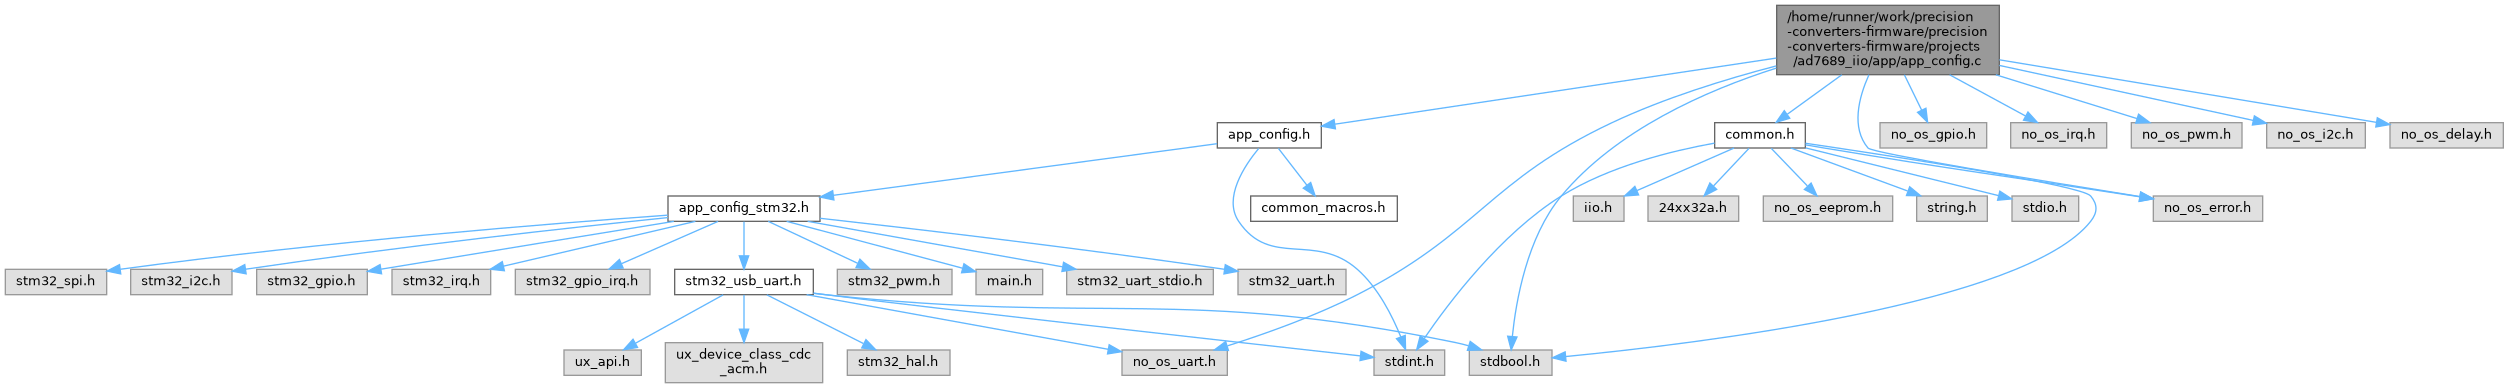 /home/runner/work/precision
-converters-firmware/precision
-converters-firmware/projects
/ad7689_iio/app/app_config.c
app_config.h
common.h
no_os_gpio.h
no_os_irq.h
no_os_pwm.h
no_os_i2c.h
no_os_delay.h
app_config_stm32.h
common_macros.h
iio.h
24xx32a.h
no_os_eeprom.h
string.h
stdio.h
no_os_error.h
stm32_spi.h
stm32_i2c.h
stm32_gpio.h
stm32_irq.h
stm32_gpio_irq.h
stm32_usb_uart.h
stm32_pwm.h
main.h
stm32_uart_stdio.h
stm32_uart.h
ux_api.h
ux_device_class_cdc
_acm.h
stm32_hal.h
no_os_uart.h
stdint.h
stdbool.h